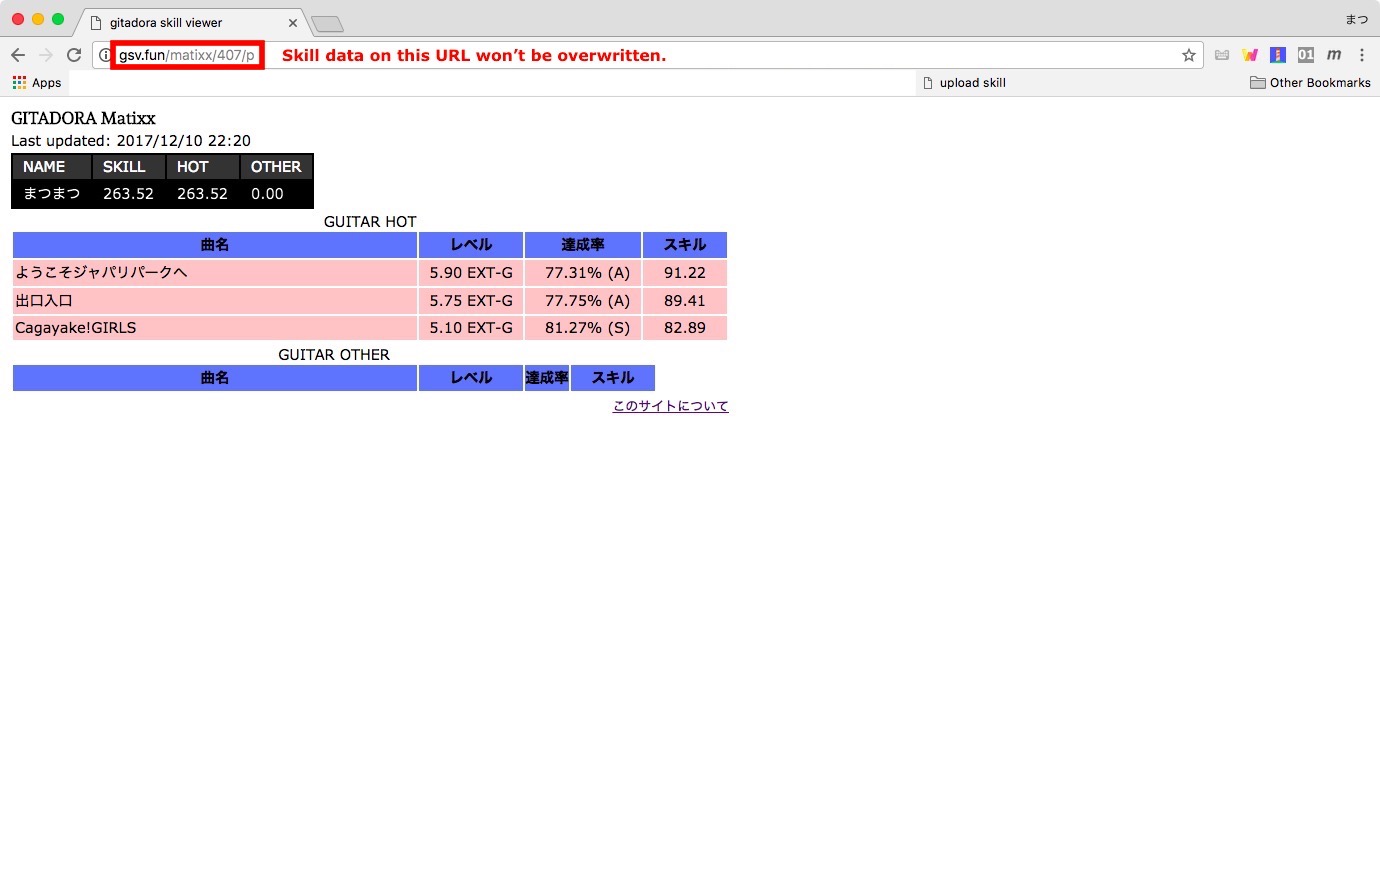 gitadora skill viewer
まつ
gsv.fun/matixx/407/p Skill data on this URL won’t be overwritten.
01 m
Apps upload skill Other Bookmarks
GITADORA Matixx
Last updated: 2017/12/10 22:20
NAME SKILL HOT OTHER
まつまつ 263.52 263.52 0.00
GUITAR HOT
曲名 レベル 達成率 スキル
ようこそジャパリパークへ 5.90 EXT-G 77.31% (A) 91.22
出口入口 5.75 EXT-G 77.75% (A) 89.41
Cagayake!GIRLS 5.10 EXT-G 81.27% (S) 82.89
GUITAR OTHER
曲名 レベル 達成率 スキル
このサイトについて